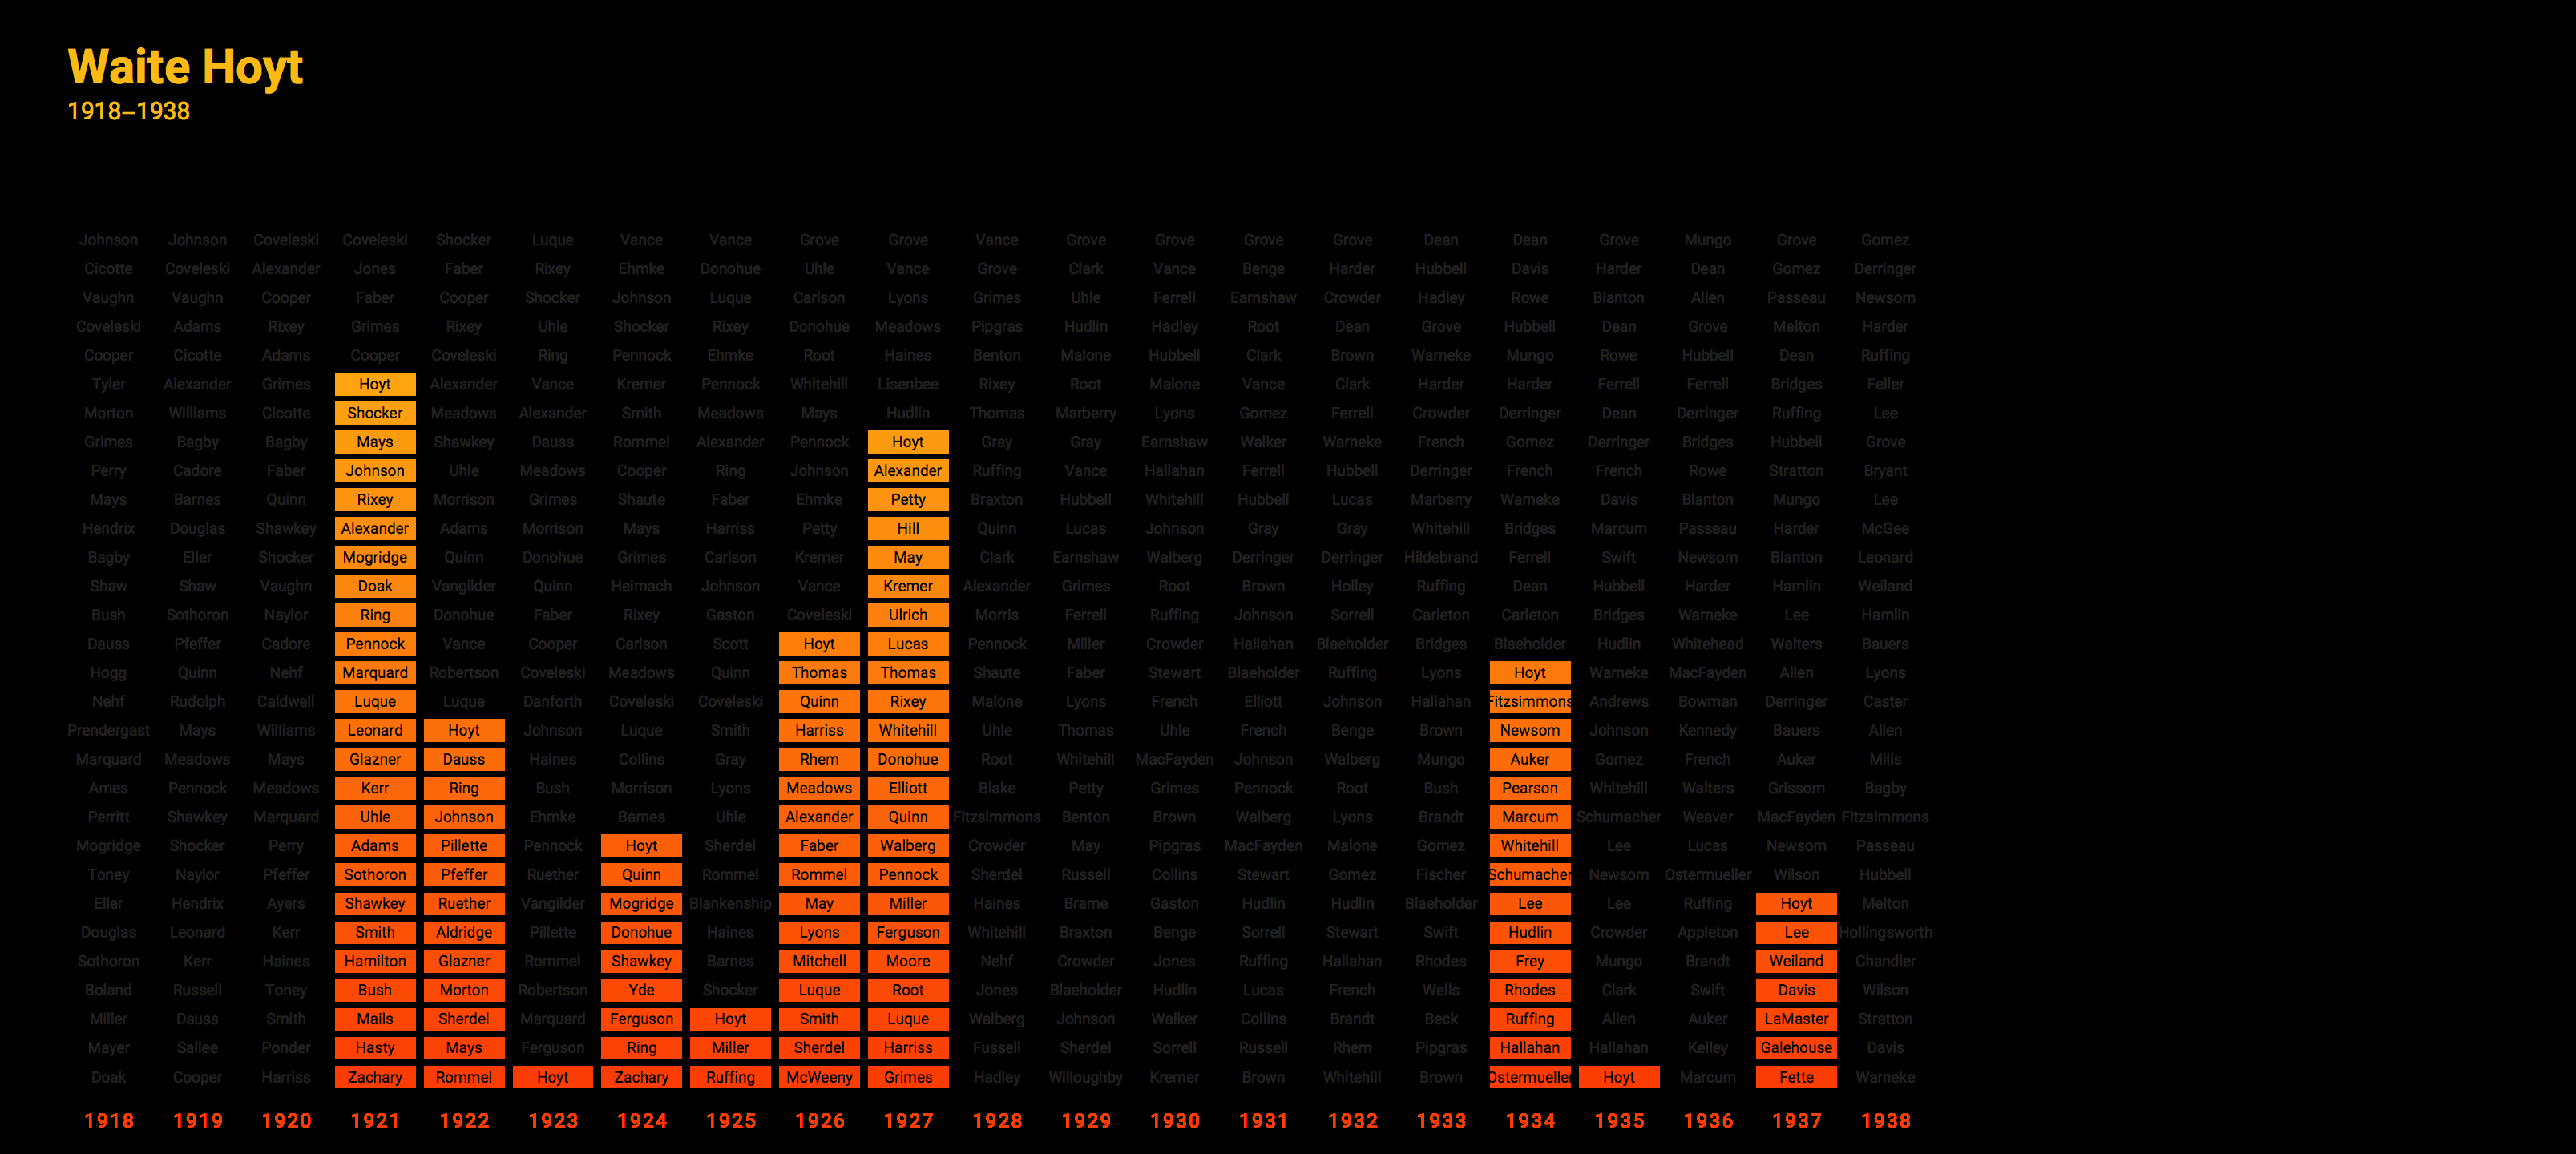 Waite Hoyt
1918–1938
Johnson Johnson Coveleski Coveleski Shocker Luque Vance Vance Grove Grove Vance Grove Grove Grove Grove Dean Dean Grove Mungo Grove Gomez
Cicotte Coveleski Alexander Jones Faber Rixey Ehmke Donohue Uhle Vance Grove Clark Vance Benge Harder Hubbell Davis Harder Dean Gomez Derringer
Vaughn Vaughn Cooper Faber Cooper Shocker Johnson Luque Carlson Lyons Grimes Uhle Ferrell Earnshaw Crowder Hadley Rowe Blanton Allen Passeau Newsom
Coveleski Adams Rixey Grimes Rixey Uhle Shocker Rixey Donohue Meadows Pipgras Hudlin Hadley Root Dean Grove Hubbell Dean Grove Melton Harder
Cooper Cicotte Adams Cooper Coveleski Ring Pennock Ehmke Root Haines Benton Malone Hubbell Clark Brown Warneke Mungo Rowe Hubbell Dean Ruffing
Tyler Alexander Grimes Hoyt Alexander Vance Kremer Pennock Whitehill Lisenbee Rixey Root Malone Vance Clark Harder Harder Ferrell Ferrell Bridges Feller
Morton Williams Cicotte Shocker Meadows Alexander Smith Meadows Mays Hudlin Thomas Marberry Lyons Gomez Ferrell Crowder Derringer Dean Derringer Ruffing Lee
Grimes Bagby Bagby Mays Shawkey Dauss Rommel Alexander Pennock Hoyt Gray Gray Earnshaw Walker Warneke French Gomez Derringer Bridges Hubbell Grove
Perry Cadore Faber Johnson Uhle Meadows Cooper Ring Johnson Alexander Ruffing Vance Hallahan Ferrell Hubbell Derringer French French Rowe Stratton Bryant
Mays Barnes Quinn Rixey Morrison Grimes Shaute Faber Ehmke Petty Braxton Hubbell Whitehill Hubbell Lucas Marberry Warneke Davis Blanton Mungo Lee
Hendrix Douglas Shawkey Alexander Adams Morrison Mays Harriss Petty Hill Quinn Lucas Johnson Gray Gray Whitehill Bridges Marcum Passeau Harder McGee
Bagby Eller Shocker Mogridge Quinn Donohue Grimes Carlson Kremer May Clark Earnshaw Walberg Derringer Derringer Hildebrand Ferrell Swift Newsom Blanton Leonard
Shaw Shaw Vaughn Doak Vangilder Quinn Heimach Johnson Vance Kremer Alexander Grimes Root Brown Holley Ruffing Dean Hubbell Harder Hamlin Weiland
Bush Sothoron Naylor Ring Donohue Faber Rixey Gaston Coveleski Ulrich Morris Ferrell Ruffing Johnson Sorrell Carleton Carleton Bridges Warneke Lee Hamlin
Dauss Pfeffer Cadore Pennock Vance Cooper Carlson Scott Hoyt Lucas Pennock Miller Crowder Hallahan Blaeholder Bridges Blaeholder Hudlin Whitehead Walters Bauers
Hogg Quinn Nehf Marquard Robertson Coveleski Meadows Quinn Thomas Thomas Shaute Faber Stewart Blaeholder Ruffing Lyons Hoyt Warneke MacFayden Allen Lyons
Nehf Rudolph Caldwell Luque Luque Danforth Coveleski Coveleski Quinn Rixey Malone Lyons French Elliott Johnson Hallahan Fitzsimmons Andrews Bowman Derringer Caster
Prendergast Mays Williams Leonard Hoyt Johnson Luque Smith Harriss Whitehill Uhle Thomas Uhle French Benge Brown Newsom Johnson Kennedy Bauers Allen
Marquard Meadows Mays Glazner Dauss Haines Collins Gray Rhem Donohue Root Whitehill MacFayden Johnson Walberg Mungo Auker Gomez French Auker Mills
Ames Pennock Meadows Kerr Ring Bush Morrison Lyons Meadows Elliott Blake Petty Grimes Pennock Root Bush Pearson Whitehill Walters Grissom Bagby
Perritt Shawkey Marquard Uhle Johnson Ehmke Barnes Uhle Alexander Quinn Fitzsimmons Benton Brown Walberg Lyons Brandt Marcum Schumacher Weaver MacFayden Fitzsimmons
Mogridge Shocker Perry Adams Pillette Pennock Hoyt Sherdel Faber Walberg Crowder May Pipgras MacFayden Malone Gomez Whitehill Lee Lucas Newsom Passeau
Toney Naylor Pfeffer Sothoron Pfeffer Ruether Quinn Rommel Rommel Pennock Sherdel Russell Collins Stewart Gomez Fischer Schumacher Newsom Ostermueller Wilson Hubbell
Eller Hendrix Ayers Shawkey Ruether Vangilder Mogridge Blankenship May Miller Haines Brame Gaston Hudlin Hudlin Blaeholder Lee Lee Ruffing Hoyt Melton
Douglas Leonard Kerr Smith Aldridge Pillette Donohue Haines Lyons Ferguson Whitehill Braxton Benge Sorrell Stewart Swift Hudlin Crowder Appleton Lee Hollingsworth
Sothoron Kerr Haines Hamilton Glazner Rommel Shawkey Barnes Mitchell Moore Nehf Crowder Jones Ruffing Hallahan Rhodes Frey Mungo Brandt Weiland Chandler
Boland Russell Toney Bush Morton Robertson Yde Shocker Luque Root Jones Blaeholder Hudlin Lucas French Wells Rhodes Clark Swift Davis Wilson
Miller Dauss Smith Mails Sherdel Marquard Ferguson Hoyt Smith Luque Walberg Johnson Walker Collins Brandt Beck Ruffing Allen Auker LaMaster Stratton
Mayer Sallee Ponder Hasty Mays Ferguson Ring Miller Sherdel Harriss Fussell Sherdel Sorrell Russell Rhem Pipgras Hallahan Hallahan Kelley Galehouse Davis
Doak Cooper Harriss Zachary Rommel Hoyt Zachary Ruffing McWeeny Grimes Hadley Willoughby Kremer Brown Whitehill Brown Ostermueller Hoyt Marcum Fette Warneke
1918 1919 1920 1921 1922 1923 1924 1925 1926 1927 1928 1929 1930 1931 1932 1933 1934 1935 1936 1937 1938